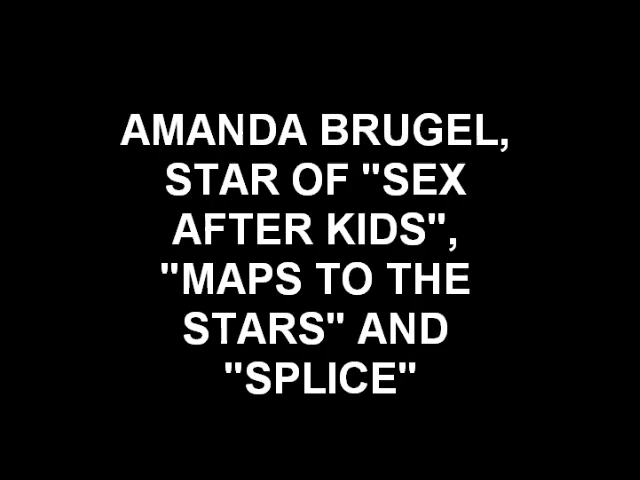 AMANDA BRUGEL,
STAR OF "SEX
AFTER KIDS",
"MAPS TO THE
STARS" AND
"SPLICE"